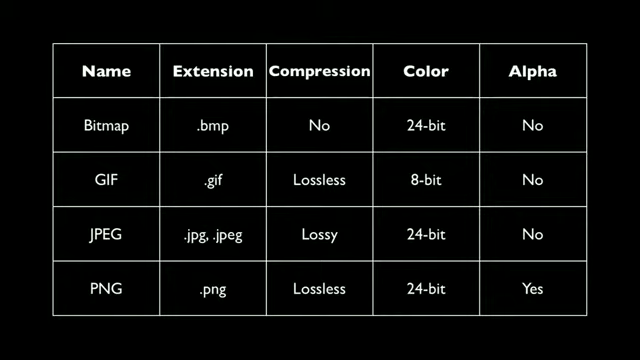 Name Extension Compression Color Alpha
Bitmap .bmp No 24-bit No
GIF .gif Lossless 8-bit No
JPEG .jpg, .jpeg Lossy 24-bit No
PNG .png Lossless 24-bit Yes